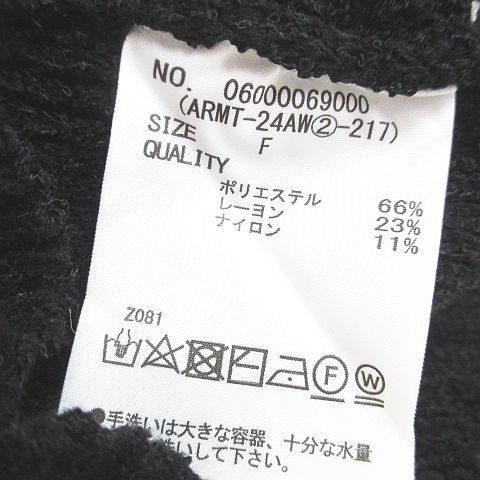 NO. 06000069000
(ARMT-24AW②-217)
SIZE F
QUALITY
ポリエステル 66%
レーヨン 23%
ナイロン 11%
Z081
F W
●手洗いは大きな容器、十分な水量
洗いして下さい。